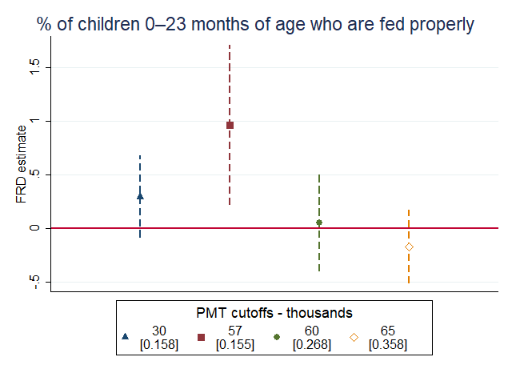 % of children 0–23 months of age who are fed properly
FRD estimate
1.5
1
.5
0
-.5
PMT cutoffs - thousands
30 57 60 65
[0.158] [0.155] [0.268] [0.358]